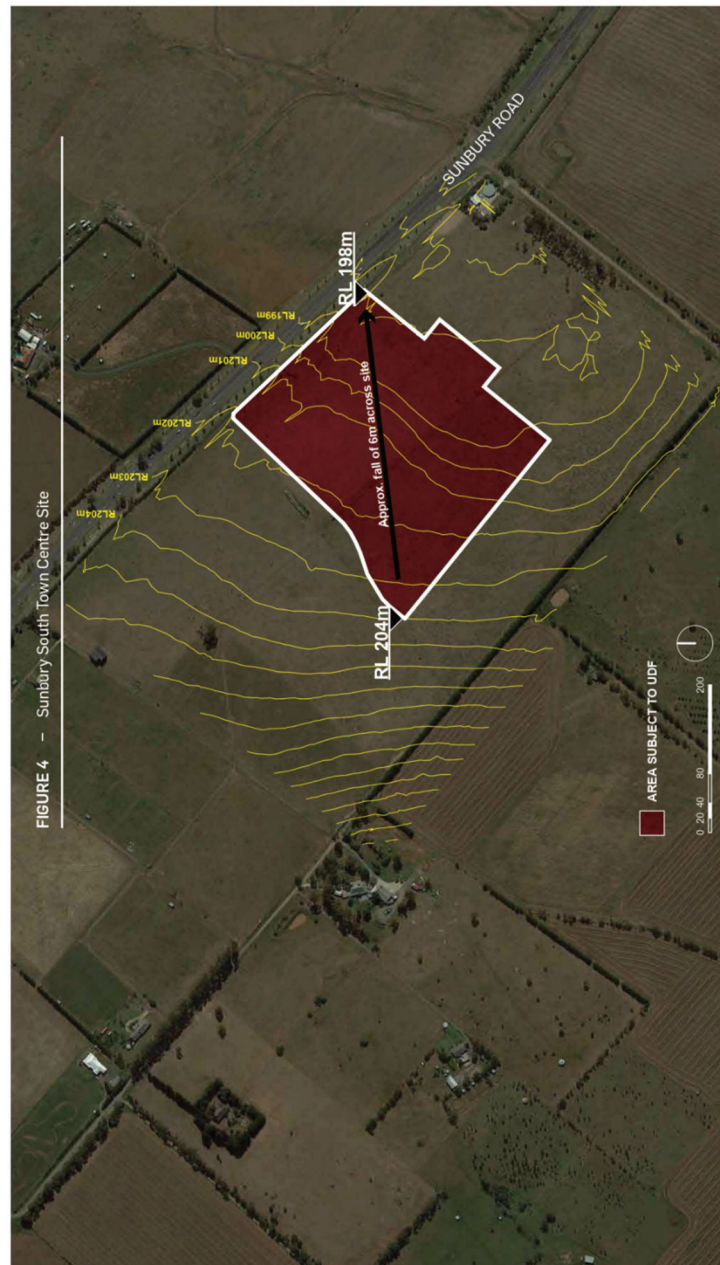 FIGURE 4 – Sunbury South Town Centre Site
RL204m
RL203m
RL202m
RL201m
RL200m
RL199m
SUNBURY ROAD
RL 198m
Approx. fall of 6m across site
RL 204m
AREA SUBJECT TO UDF
0 20 40 80 200